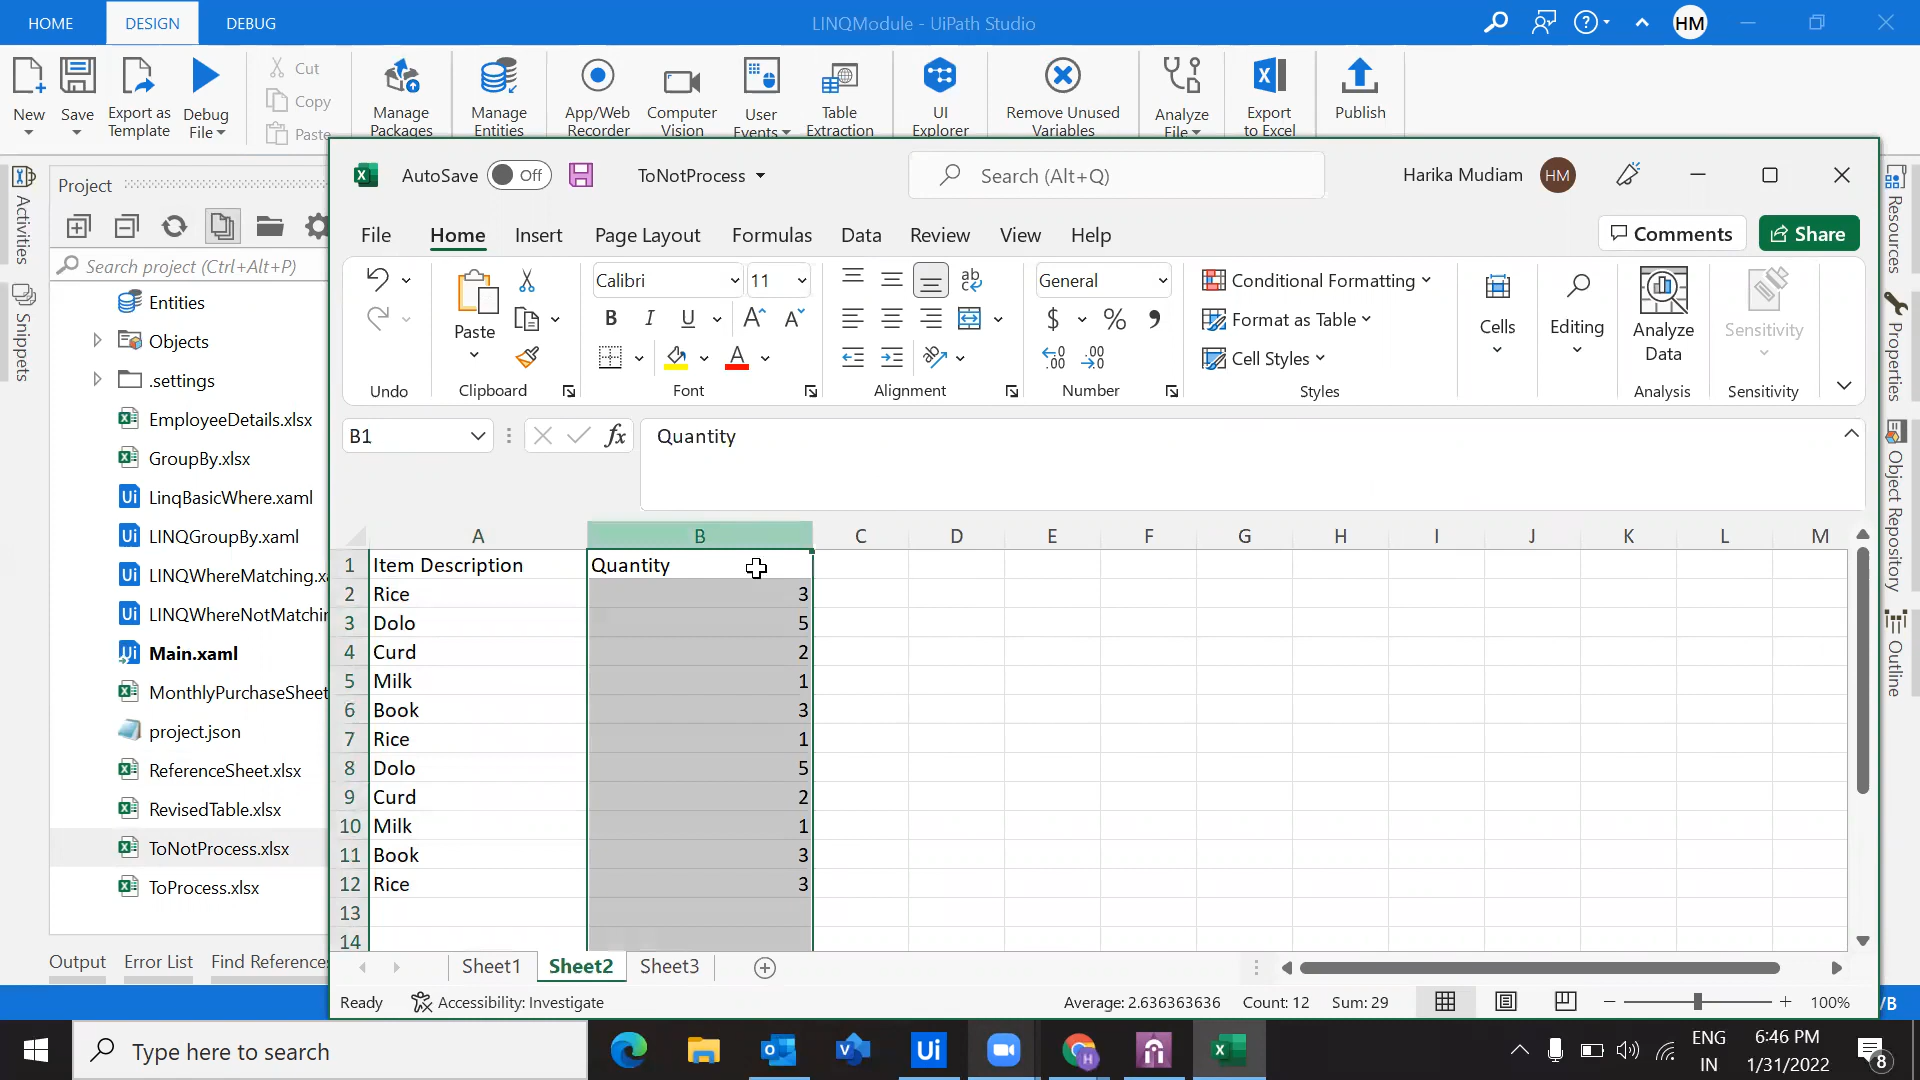 HOME DESIGN DEBUG LINQModule - UiPath Studio HM
New Save Export as Template Debug File Cut Copy Paste Manage Packages Manage Entities App/Web Recorder Computer Vision User Events Table Extraction UI Explorer Remove Unused Variables Analyze File Export to Excel Publish
Activities
Snippets
Project
Search project (Ctrl+Alt+P)
Entities
Objects
.settings
EmployeeDetails.xlsx
GroupBy.xlsx
LinqBasicWhere.xaml
LINQGroupBy.xaml
LINQWhereMatching.xa
LINQWhereNotMatchin
Main.xaml
MonthlyPurchaseSheet
project.json
ReferenceSheet.xlsx
RevisedTable.xlsx
ToNotProcess.xlsx
ToProcess.xlsx
Output Error List Find References
AutoSave Off ToNotProcess Search (Alt+Q) Harika Mudiam HM
File Home Insert Page Layout Formulas Data Review View Help Comments Share
Paste Calibri 11 General Conditional Formatting
Format as Table
Cell Styles
Cells Editing Analyze Data Sensitivity
Undo Clipboard Font Alignment Number Styles Analysis Sensitivity
B1 fx Quantity
A B C D E F G H I J K L M
1 Item Description Quantity
2 Rice 3
3 Dolo 5
4 Curd 2
5 Milk 1
6 Book 3
7 Rice 1
8 Dolo 5
9 Curd 2
10 Milk 1
11 Book 3
12 Rice 3
13
14
Sheet1 Sheet2 Sheet3
Ready Accessibility: Investigate Average: 2.636363636 Count: 12 Sum: 29 100%
Resources
Properties
Object Repository
Outline
/B
Type here to search
ENG
IN
6:46 PM
1/31/2022
8